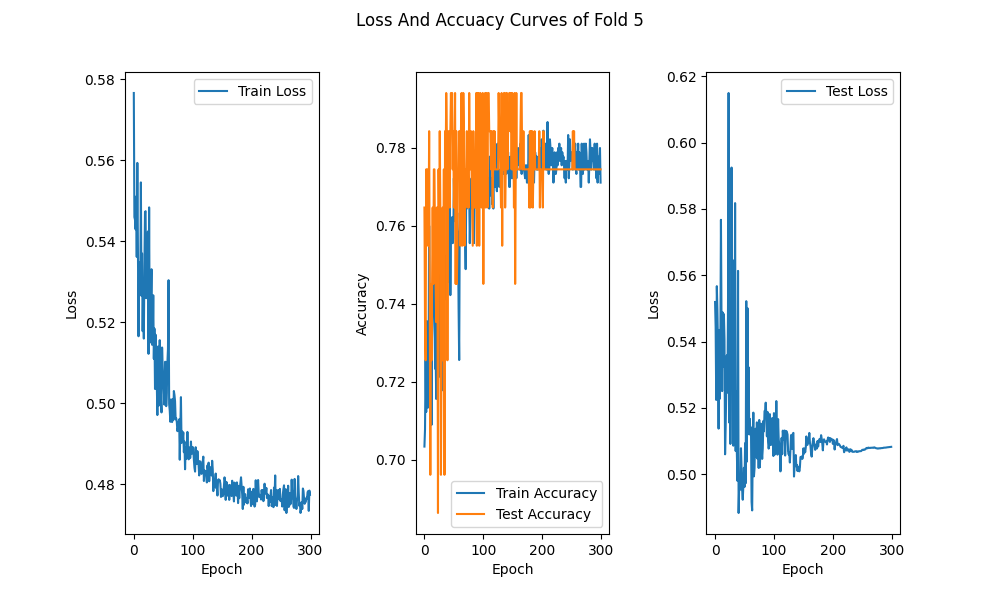 Loss And Accuacy Curves of Fold 5
0.58
0.56
0.54
0.52
0.50
0.48
Loss
Train Loss
0 100 200 300
Epoch
0.78
0.76
0.74
0.72
0.70
Accuracy
Train Accuracy
Test Accuracy
0 100 200 300
Epoch
0.62
0.60
0.58
0.56
0.54
0.52
0.50
Loss
Test Loss
0 100 200 300
Epoch